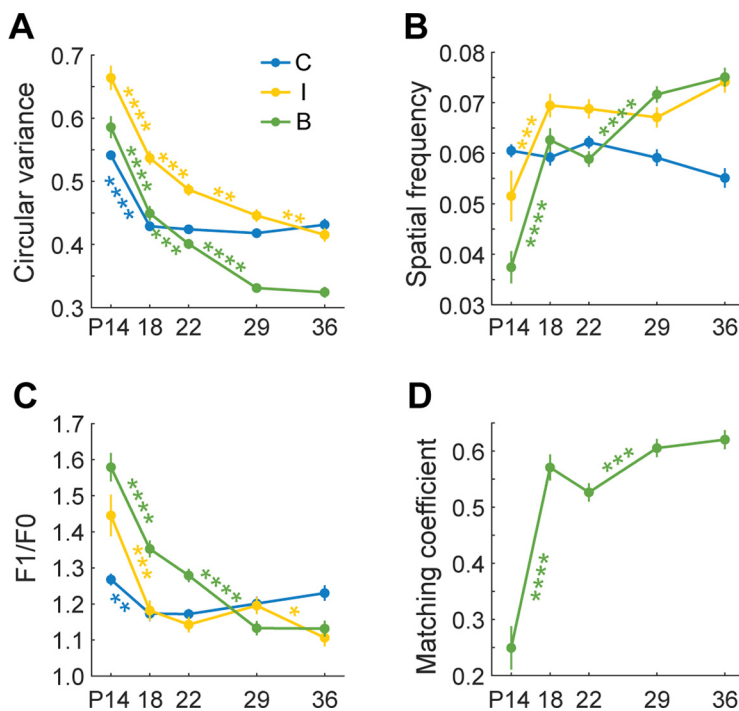 A
Circular variance
0.7
0.6
0.5
0.4
0.3
C
I
B
****
****
****
***
***
****
**
**
P14 18 22 29 36
B
Spatial frequency
0.08
0.07
0.06
0.05
0.04
0.03
***
****
****
P14 18 22 29 36
C
F1/F0
1.7
1.6
1.5
1.4
1.3
1.2
1.1
1.0
****
***
**
****
*
P14 18 22 29 36
D
Matching coefficient
0.6
0.5
0.4
0.3
0.2
****
***
P14 18 22 29 36